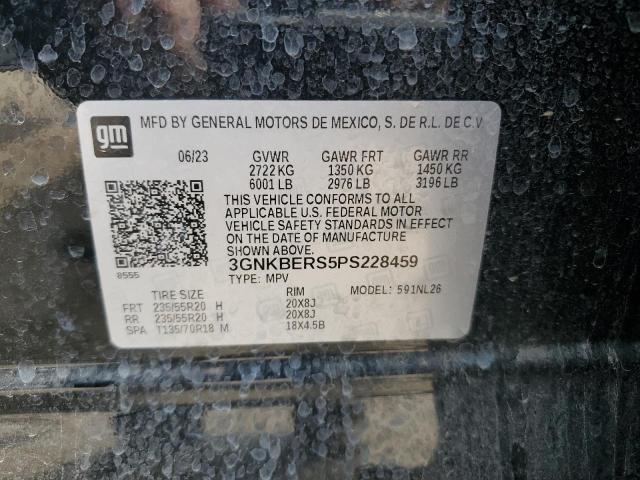 gm
MFD BY GENERAL MOTORS DE MEXICO, S. DE R.L. DE C.V
06/23 GVWR GAWR FRT GAWR RR
2722 KG 1350 KG 1450 KG
6001 LB 2976 LB 3196 LB
THIS VEHICLE CONFORMS TO ALL
APPLICABLE U.S. FEDERAL MOTOR
VEHICLE SAFETY STANDARDS IN EFFECT
ON THE DATE OF MANUFACTURE
SHOWN ABOVE.
8555
3GNKBERS5PS228459
TYPE: MPV MODEL: 591NL26
TIRE SIZE RIM
FRT 235/55R20 H 20X8J
RR 235/55R20 H 20X8J
SPA T135/70R18 M 18X4.5B